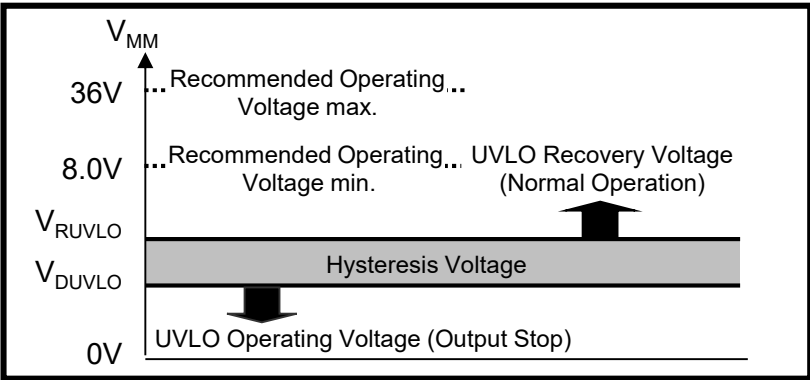 VMM
36V
Recommended Operating
Voltage max.
8.0V
Recommended Operating
Voltage min.
UVLO Recovery Voltage
(Normal Operation)
VRUVLO
VDUVLO
Hysteresis Voltage
UVLO Operating Voltage (Output Stop)
0V